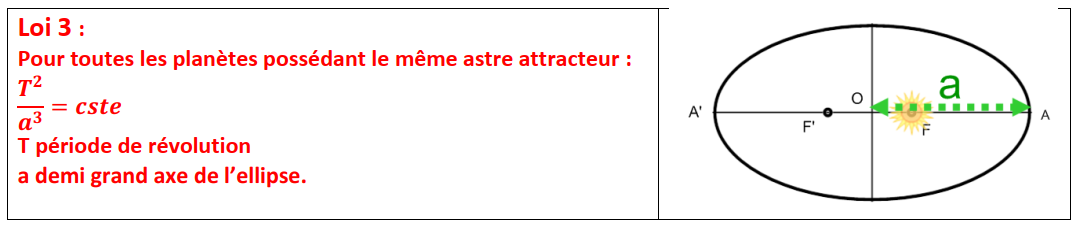 Loi 3 :
Pour toutes les planètes possédant le même astre attracteur :
T²/a³ = cste
T période de révolution
a demi grand axe de l’ellipse.
a
O
A'
A
F'
F